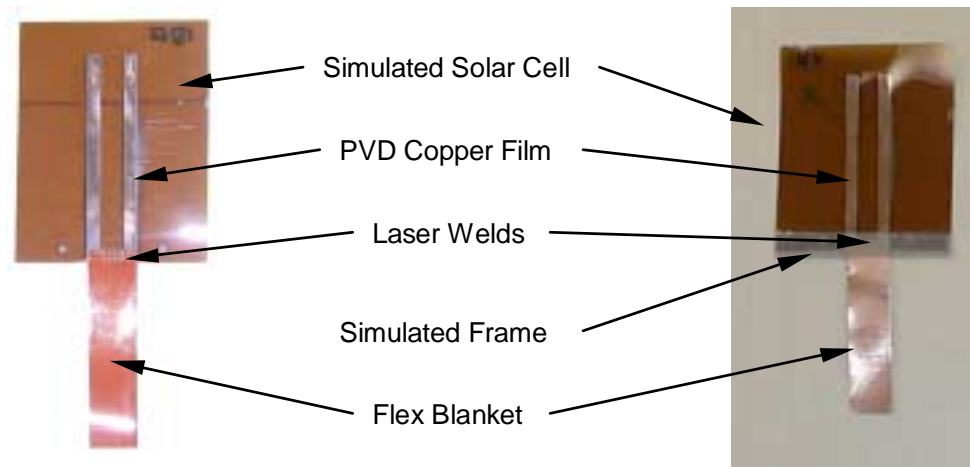 Simulated Solar Cell
PVD Copper Film
Laser Welds
Simulated Frame
Flex Blanket